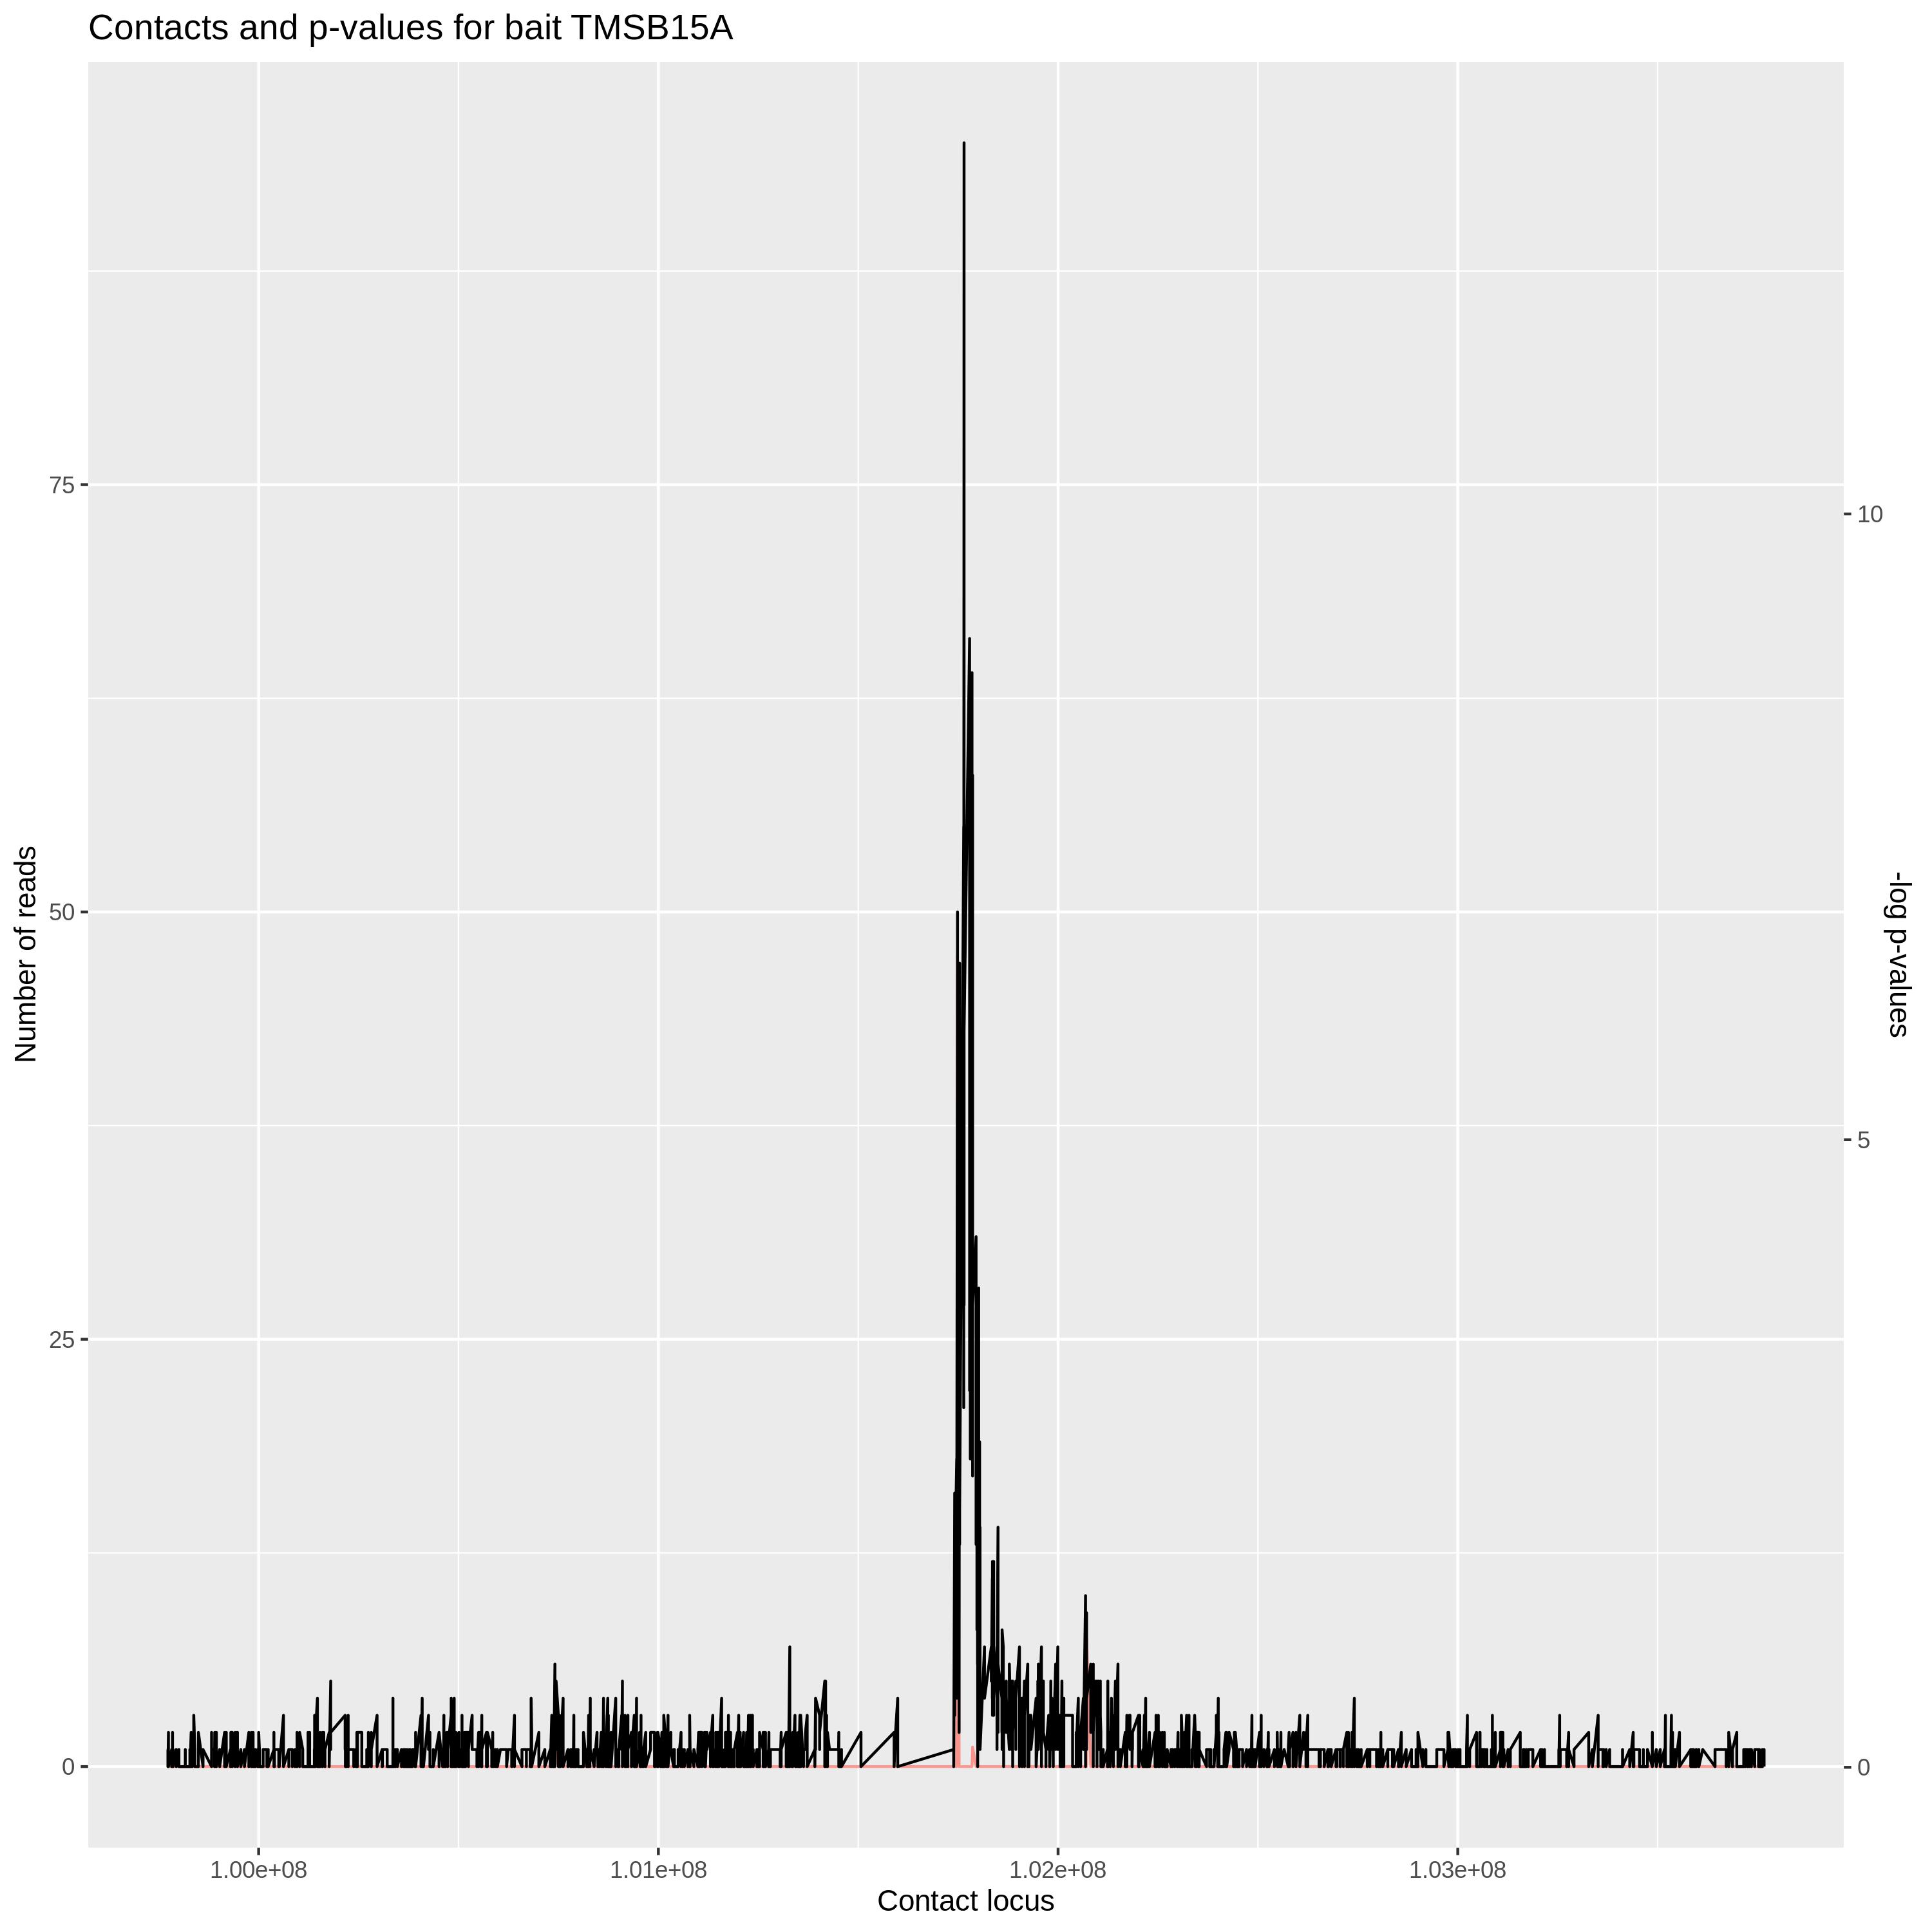 Contacts and p-values for bait TMSB15A
75
50
25
0
Number of reads
10
5
0
-log p-values
1.00e+08
1.01e+08
1.02e+08
1.03e+08
Contact locus